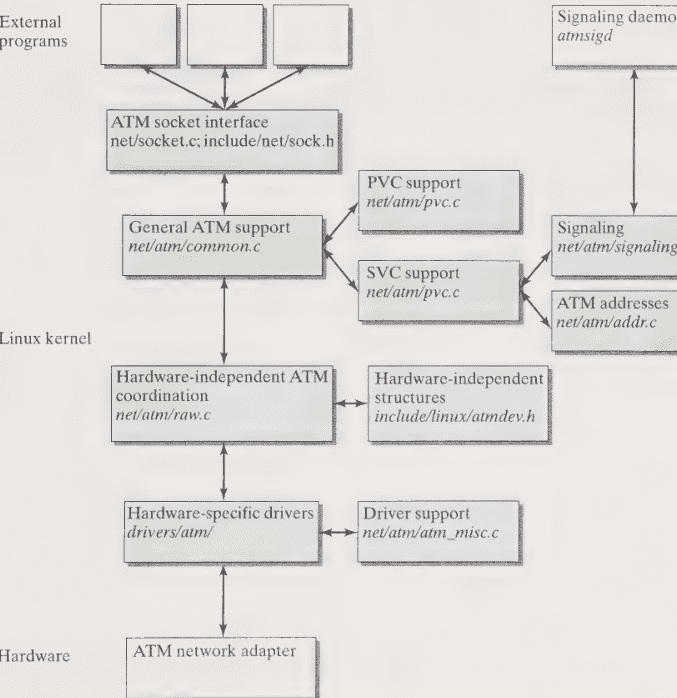 External
programs
Signaling daemo
atmsigd
ATM socket interface
net/socket.c; include/net/sock.h
PVC support
net/atm/pvc.c
General ATM support
net/atm/common.c
Signaling
net/atm/signaling
SVC support
net/atm/pvc.c
ATM addresses
net/atm/addr.c
Linux kernel
Hardware-independent ATM
coordination
net/atm/raw.c
Hardware-independent
structures
include/linux/atmdev.h
Hardware-specific drivers
drivers/atm/
Driver support
net/atm/atm_misc.c
Hardware
ATM network adapter